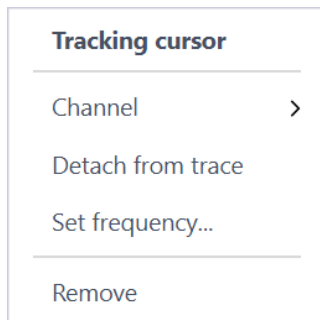 Tracking cursor
Channel
Detach from trace
Set frequency...
Remove